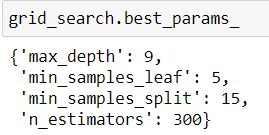 grid_search.best_params_
{'max_depth': 9,
'min_samples_leaf': 5,
'min_samples_split': 15,
'n_estimators': 300}